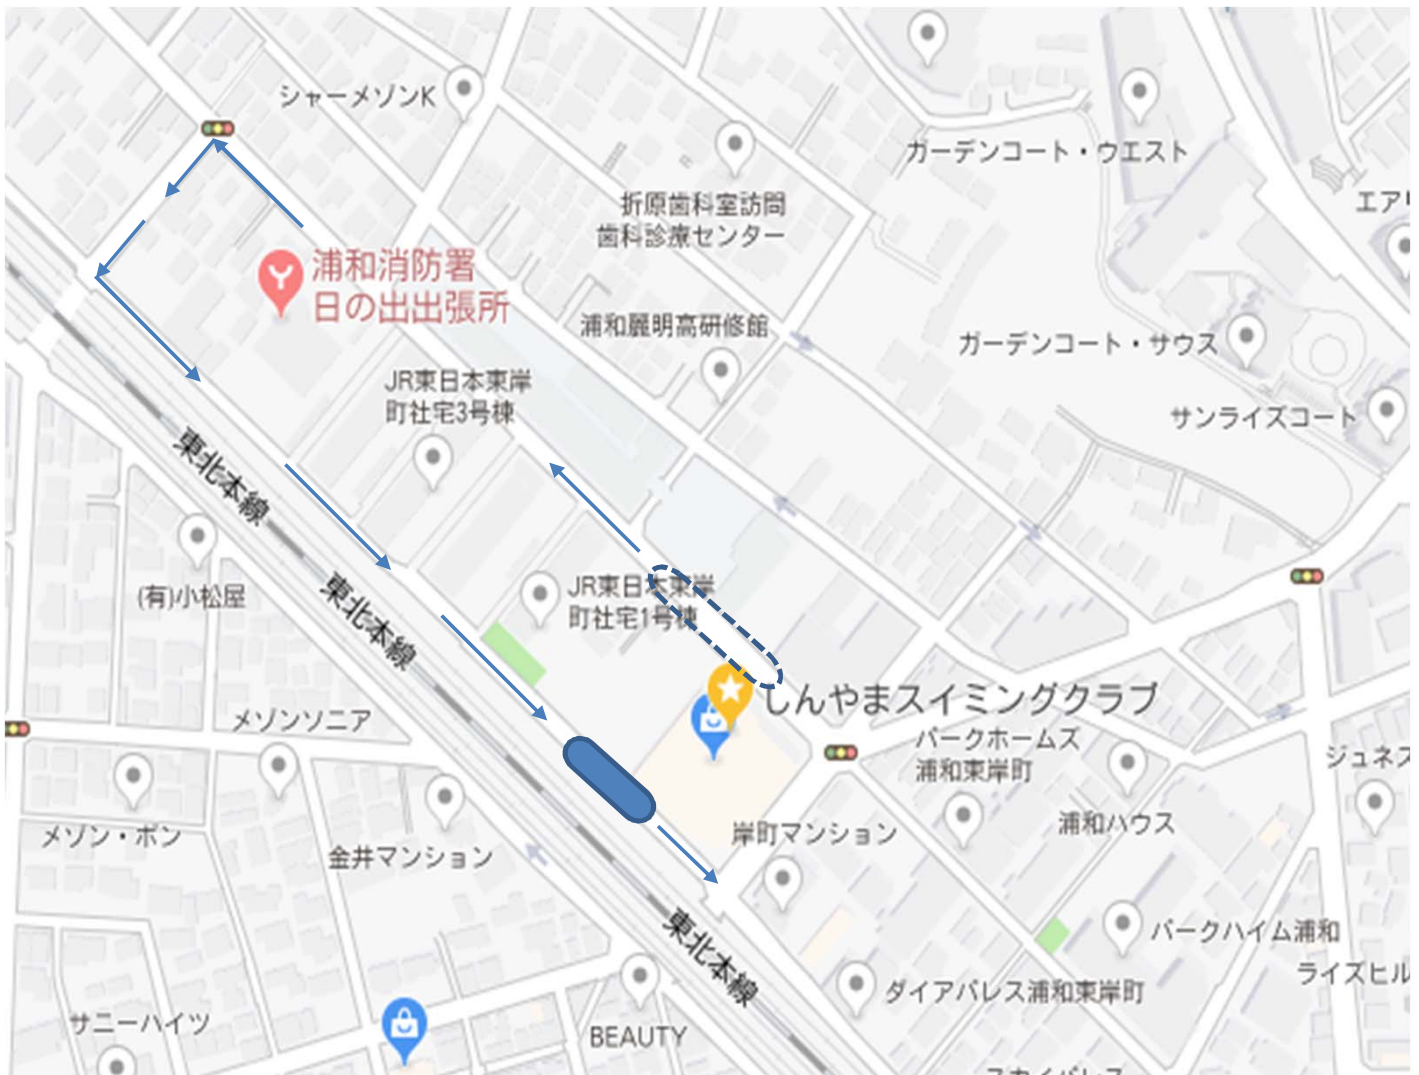 シャーメゾンK
ガーデンコート・ウエスト
折原歯科室訪問
歯科診療センター
エアリ
浦和消防署
日の出出張所
浦和麗明高研修館
ガーデンコート・サウス
JR東日本東岸
町社宅3号棟
サンライズコート
東北本線
(有)小松屋
東北本線
JR東日本東岸
町社宅1号棟
しんやまスイミングクラブ
メゾンソニア
パークホームズ
浦和東岸町
ジュネス
メゾン・ボン
金井マンション
岸町マンション
浦和ハウス
東北本線
パークハイム浦和
ライズヒル
ダイアパレス浦和東岸町
サニーハイツ
BEAUTY